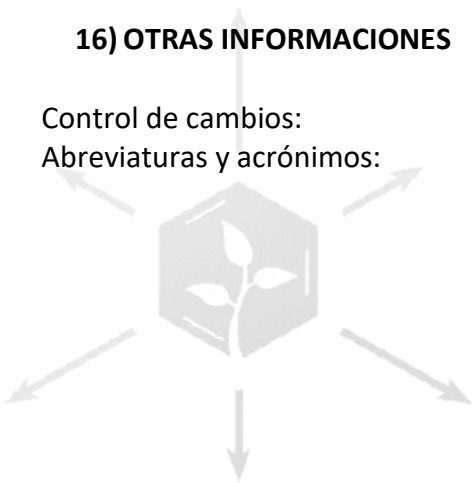 16) OTRAS INFORMACIONES
Control de cambios:
Abreviaturas y acrónimos: